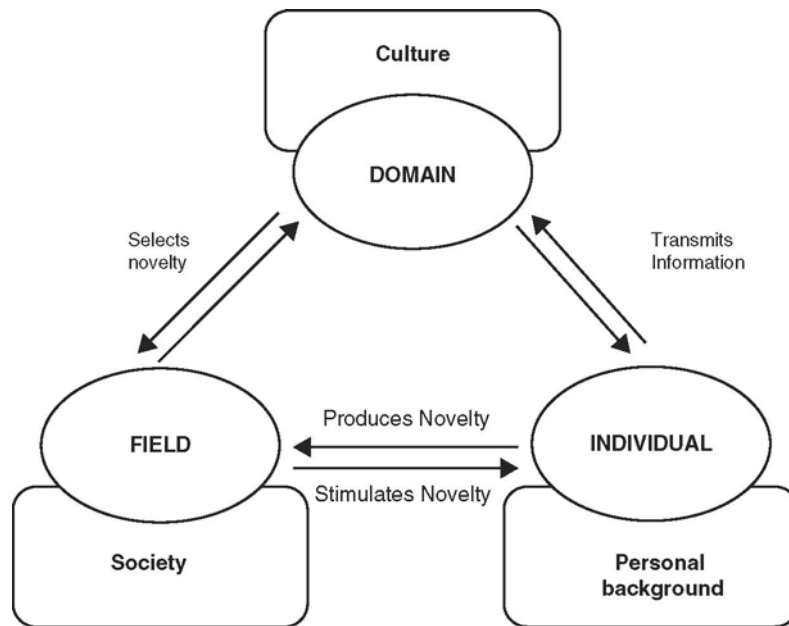 Culture
DOMAIN
Selects
novelty
Transmits
Information
Produces Novelty
FIELD
INDIVIDUAL
Stimulates Novelty
Society
Personal
background